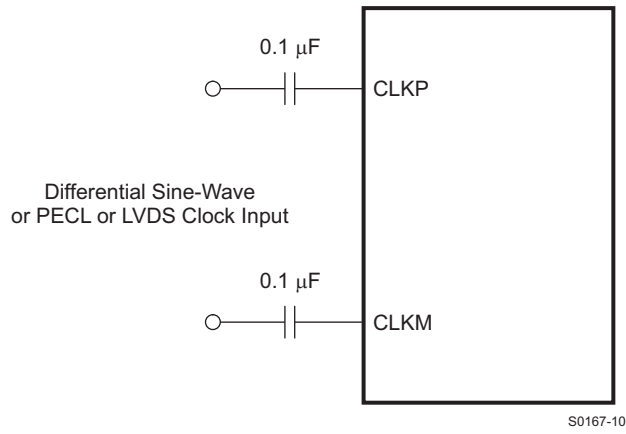 0.1 μF
CLKP
Differential Sine-Wave
or PECL or LVDS Clock Input
0.1 μF
CLKM
S0167-10